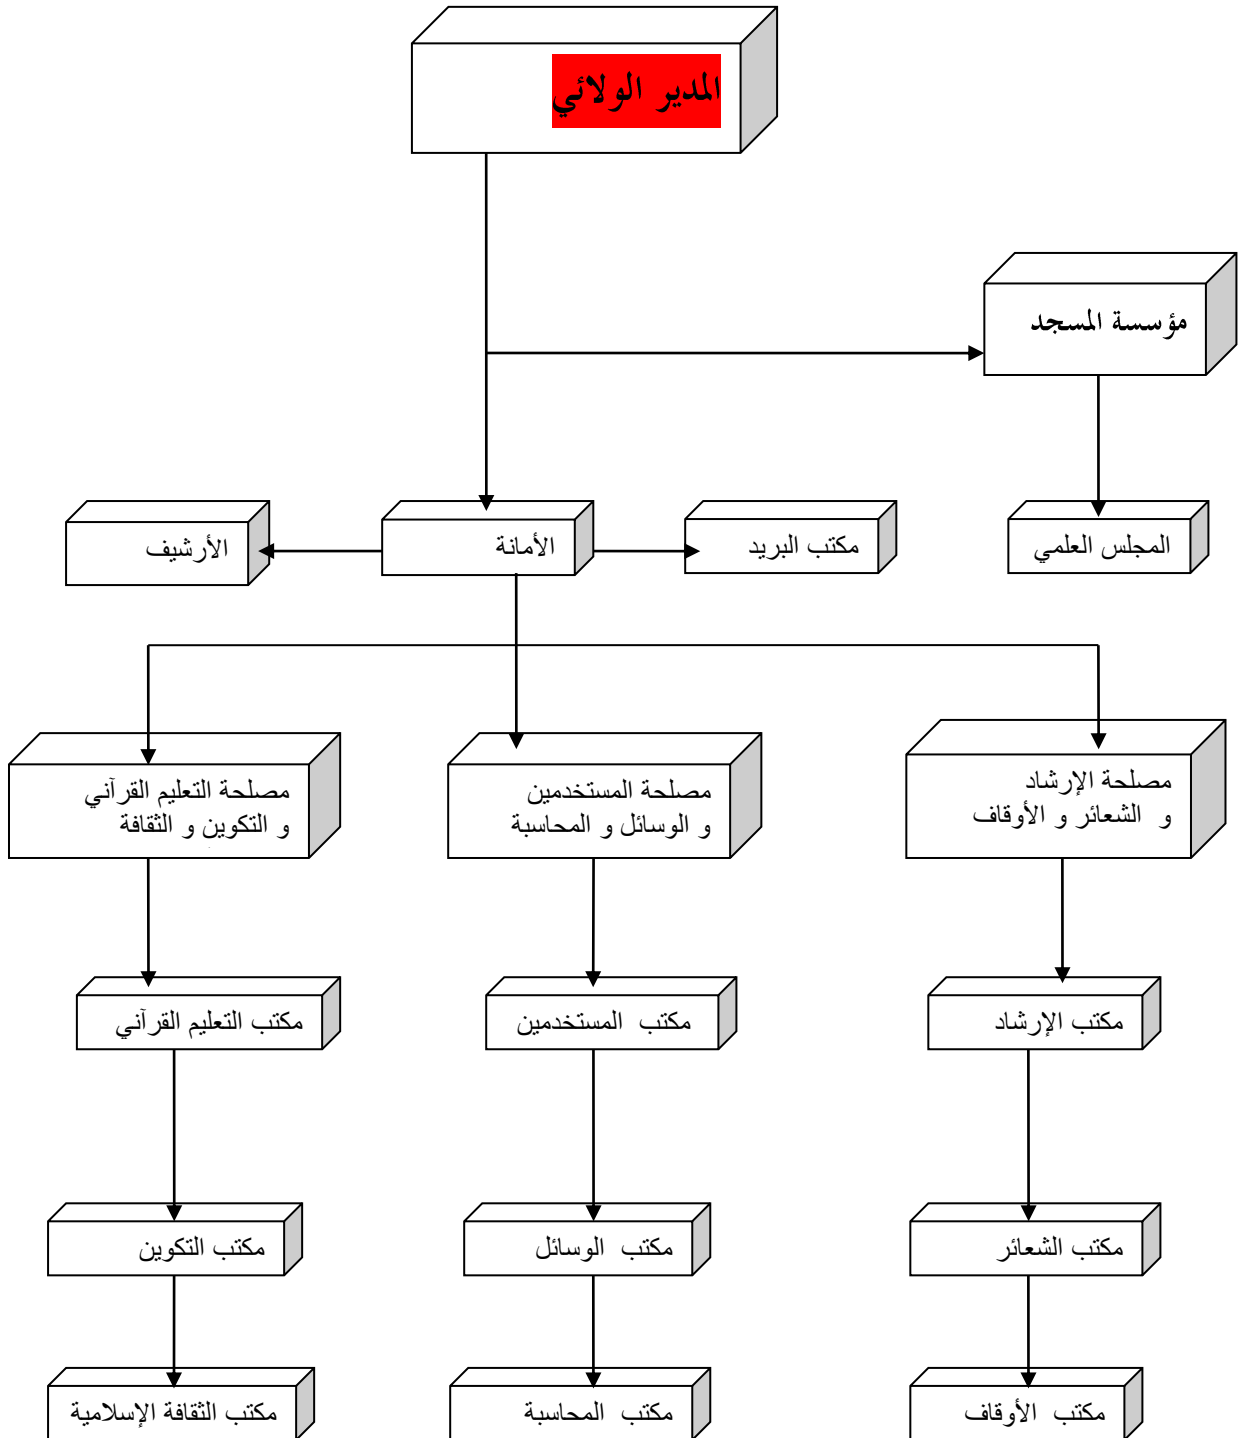 المدير الولائي
مؤسسة المسجد
المجلس العلمي
مكتب البريد
الأمانة
الأرشيف
مصلحة الإرشاد
و الشعائر و الأوقاف
مصلحة المستخدمين
و الوسائل و المحاسبة
مصلحة التعليم القرآني
و التكوين و الثقافة
مكتب الإرشاد
مكتب المستخدمين
مكتب التعليم القرآني
مكتب الشعائر
مكتب الوسائل
مكتب التكوين
مكتب الأوقاف
مكتب المحاسبة
مكتب الثقافة الإسلامية